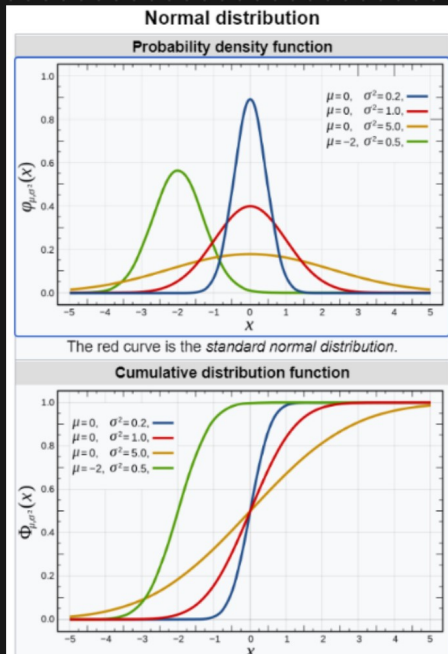 Normal distribution
Probability density function
φμ,σ²(x)
1.0
0.8
0.6
0.4
0.2
0.0
μ=0, σ²=0.2,
μ=0, σ²=1.0,
μ=0, σ²=5.0,
μ=−2, σ²=0.5,
−5 −4 −3 −2 −1 0 1 2 3 4 5
x
The red curve is the standard normal distribution.
Cumulative distribution function
Φμ,σ²(x)
1.0
0.8
0.6
0.4
0.2
0.0
μ=0, σ²=0.2,
μ=0, σ²=1.0,
μ=0, σ²=5.0,
μ=−2, σ²=0.5,
−5 −4 −3 −2 −1 0 1 2 3 4 5
x